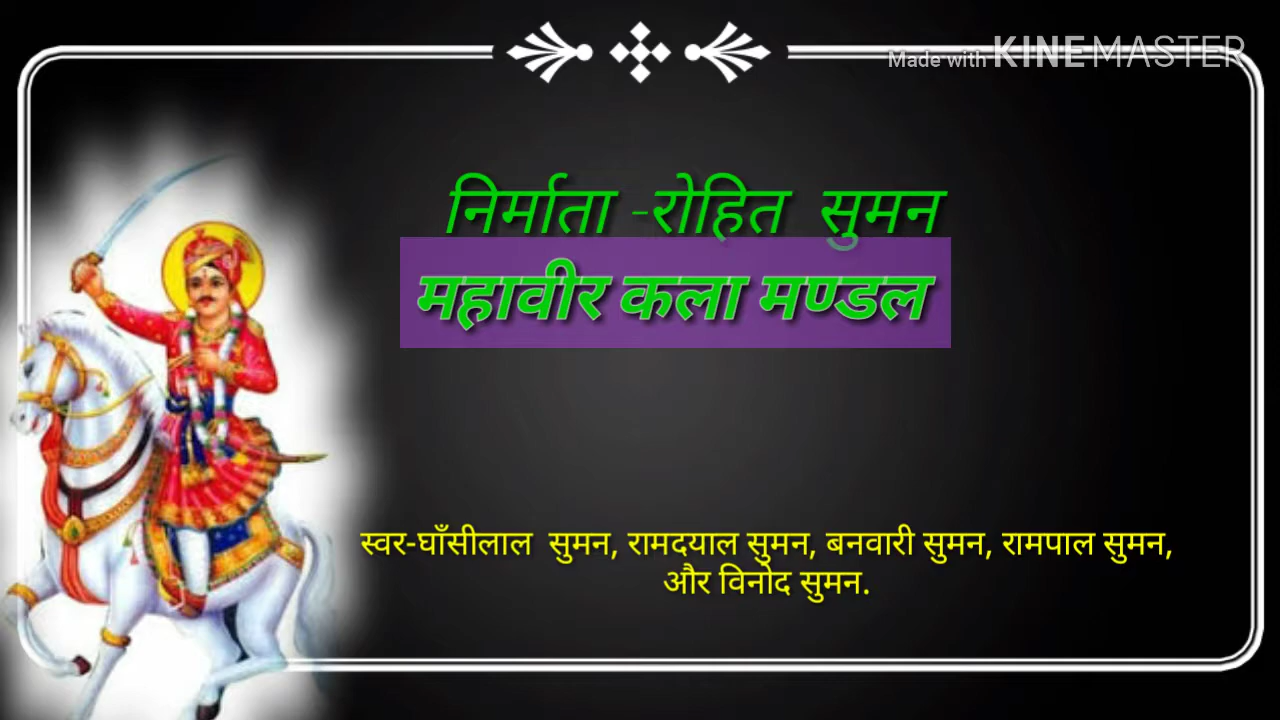 Made with KINEMASTER
निर्माता -रोहित सुमन
महावीर कला मण्डल
स्वर-घाँसीलाल सुमन, रामदयाल सुमन, बनवारी सुमन, रामपाल सुमन,
और विनोद सुमन.